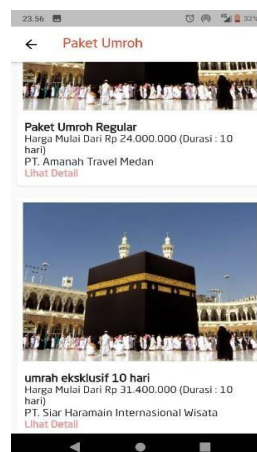 23.56
32%
Paket Umroh
Paket Umroh Regular
Harga Mulai Dari Rp 24.000.000 (Durasi : 10
hari)
PT. Amanah Travel Medan
Lihat Detail
umrah eksklusif 10 hari
Harga Mulai Dari Rp 31.400.000 (Durasi : 10
hari)
PT. Siar Haramain Internasional Wisata
Lihat Detail